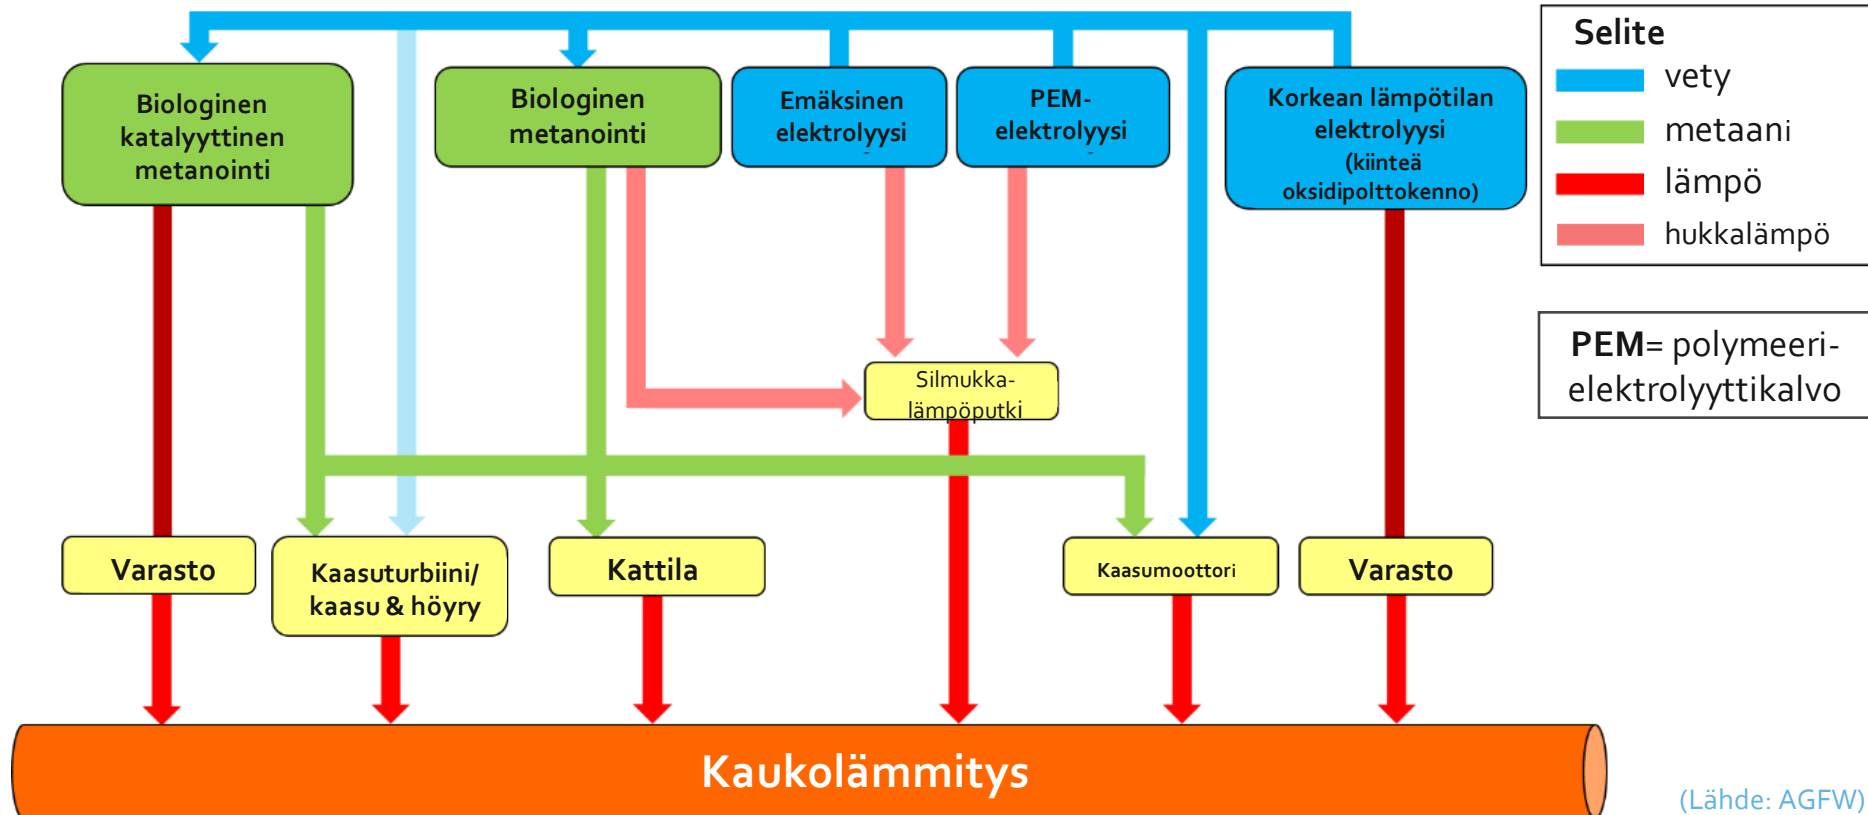 Biologinen
katalyyttinen
metanointi
Biologinen
metanointi
Emäksinen
elektrolyysi
PEM-
elektrolyysi
Korkean lämpötilan
elektrolyysi
(kiinteä
oksidipolttokenno)
Selite
vety
metaani
lämpö
hukkalämpö
PEM= polymeeri-
elektrolyyttikalvo
Silmukka-
lämpöputki
Varasto
Kaasuturbiini/
kaasu & höyry
Kattila
Kaasumoottori
Varasto
Kaukolämmitys
(Lähde: AGFW)